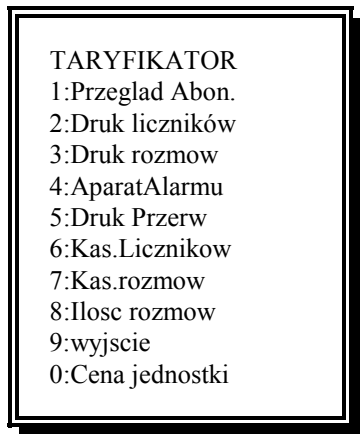 TARYFIKATOR
1:Przeglad Abon.
2:Druk liczników
3:Druk rozmow
4:AparatAlarmu
5:Druk Przerw
6:Kas.Licznikow
7:Kas.rozmow
8:Ilosc rozmow
9:wyjscie
0:Cena jednostki